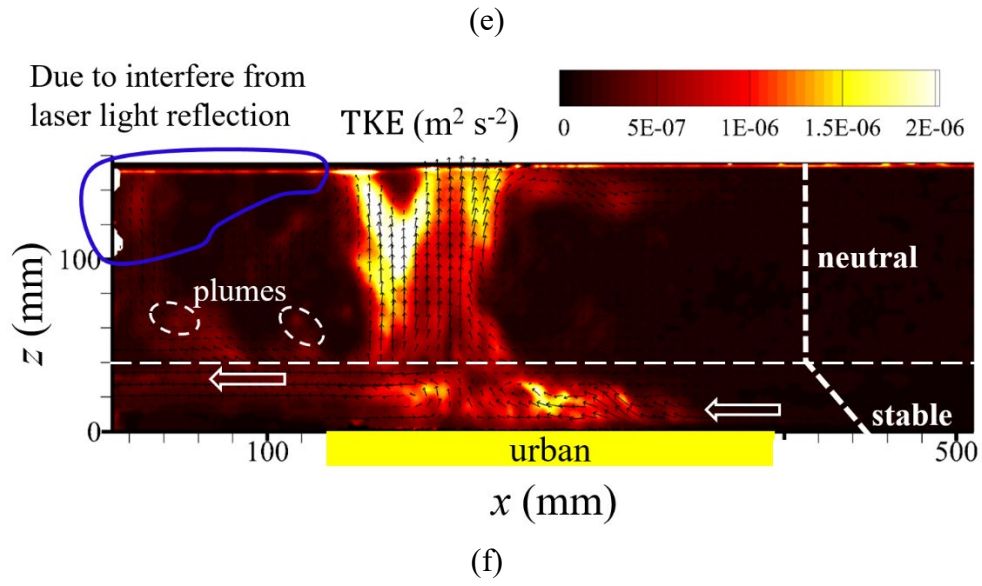 (e)
Due to interfere from
laser light reflection
TKE (m² s⁻²)
0 5E-07 1E-06 1.5E-06 2E-06
z (mm)
100
0
plumes
neutral
stable
urban
100 500
x (mm)
(f)